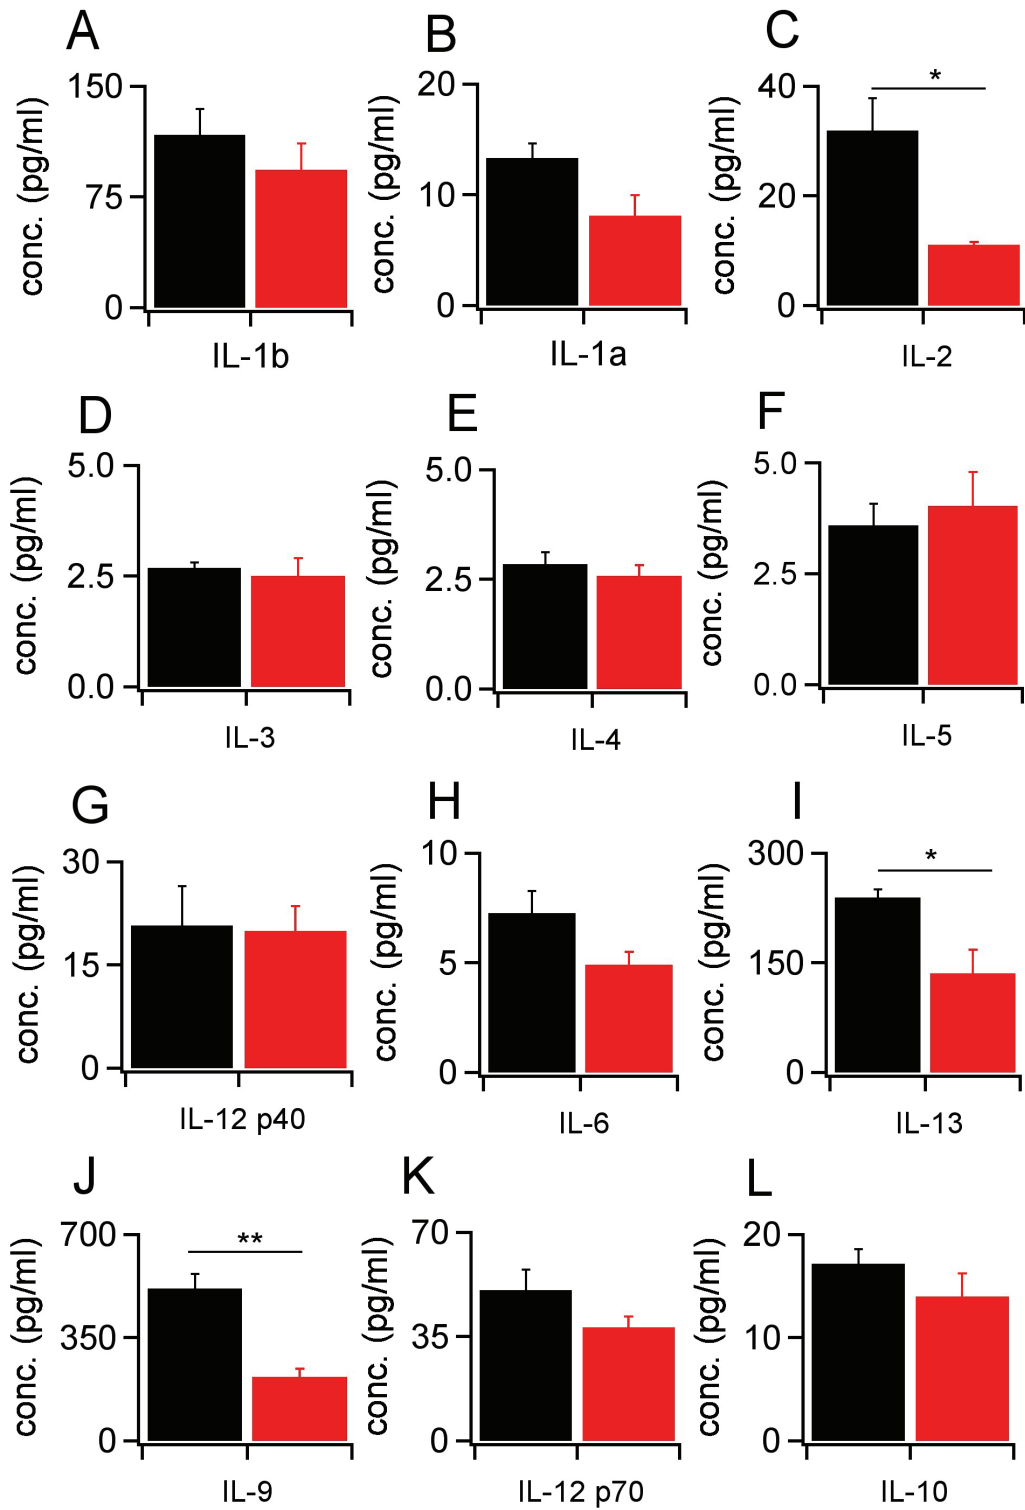 A
B
C
150
75
0
conc. (pg/ml)
IL-1b
20
10
0
conc. (pg/ml)
IL-1a
40
20
0
conc. (pg/ml)
*
IL-2
D
E
F
5.0
2.5
0.0
conc. (pg/ml)
IL-3
5.0
2.5
0.0
conc. (pg/ml)
IL-4
5.0
2.5
0.0
conc. (pg/ml)
IL-5
G
H
I
30
15
0
conc. (pg/ml)
IL-12 p40
10
5
0
conc. (pg/ml)
IL-6
300
150
0
conc. (pg/ml)
*
IL-13
J
K
L
700
350
0
conc. (pg/ml)
**
IL-9
70
35
0
conc. (pg/ml)
IL-12 p70
20
10
0
conc. (pg/ml)
IL-10